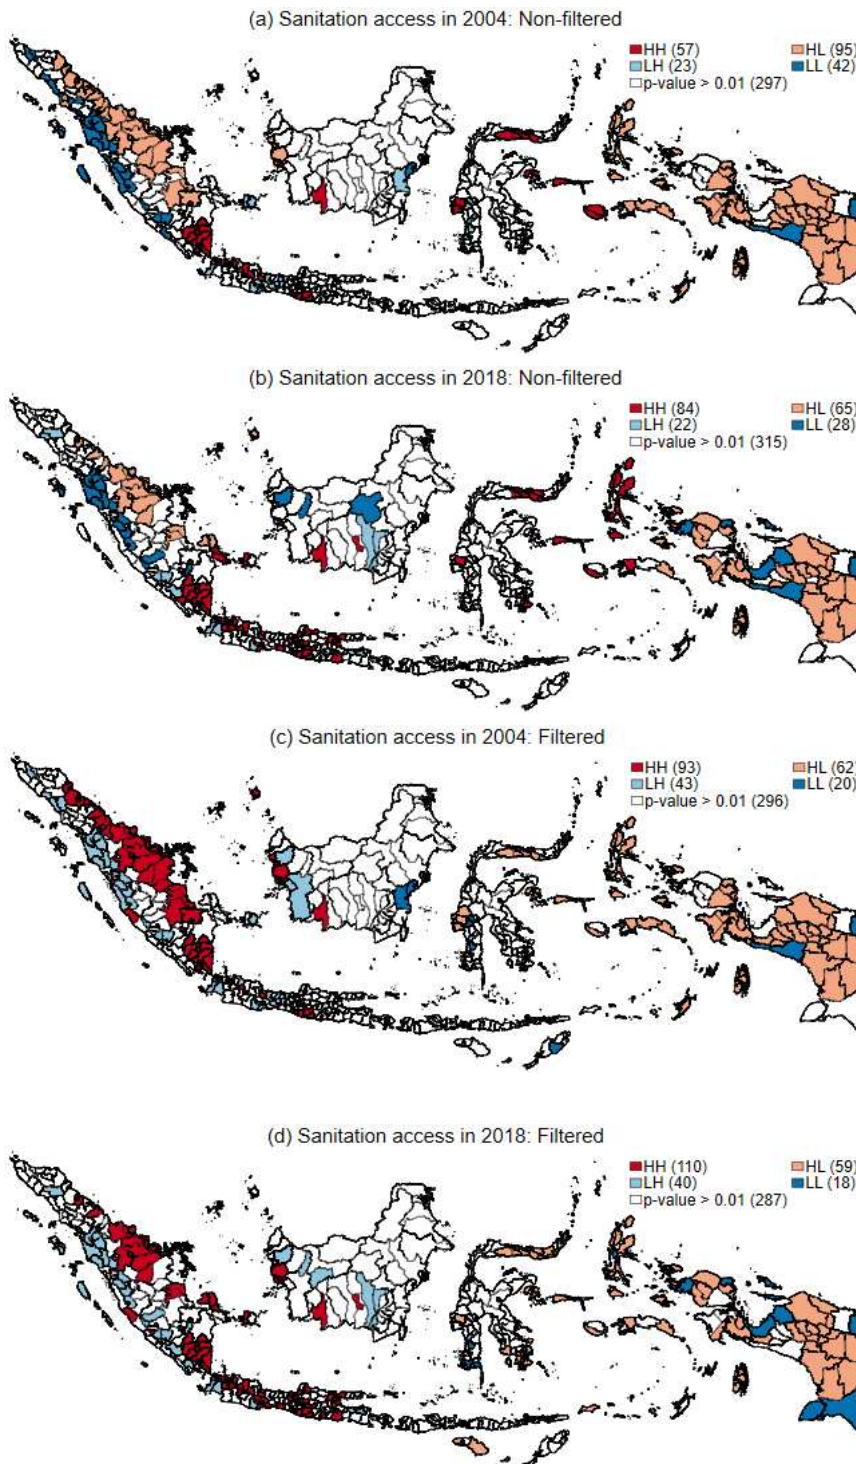 (a) Sanitation access in 2004: Non-filtered
HH (57) HL (95)
LH (23) LL (42)
p-value > 0.01 (297)
(b) Sanitation access in 2018: Non-filtered
HH (84) HL (65)
LH (22) LL (28)
p-value > 0.01 (315)
(c) Sanitation access in 2004: Filtered
HH (93) HL (62)
LH (43) LL (20)
p-value > 0.01 (296)
(d) Sanitation access in 2018: Filtered
HH (110) HL (59)
LH (40) LL (18)
p-value > 0.01 (287)